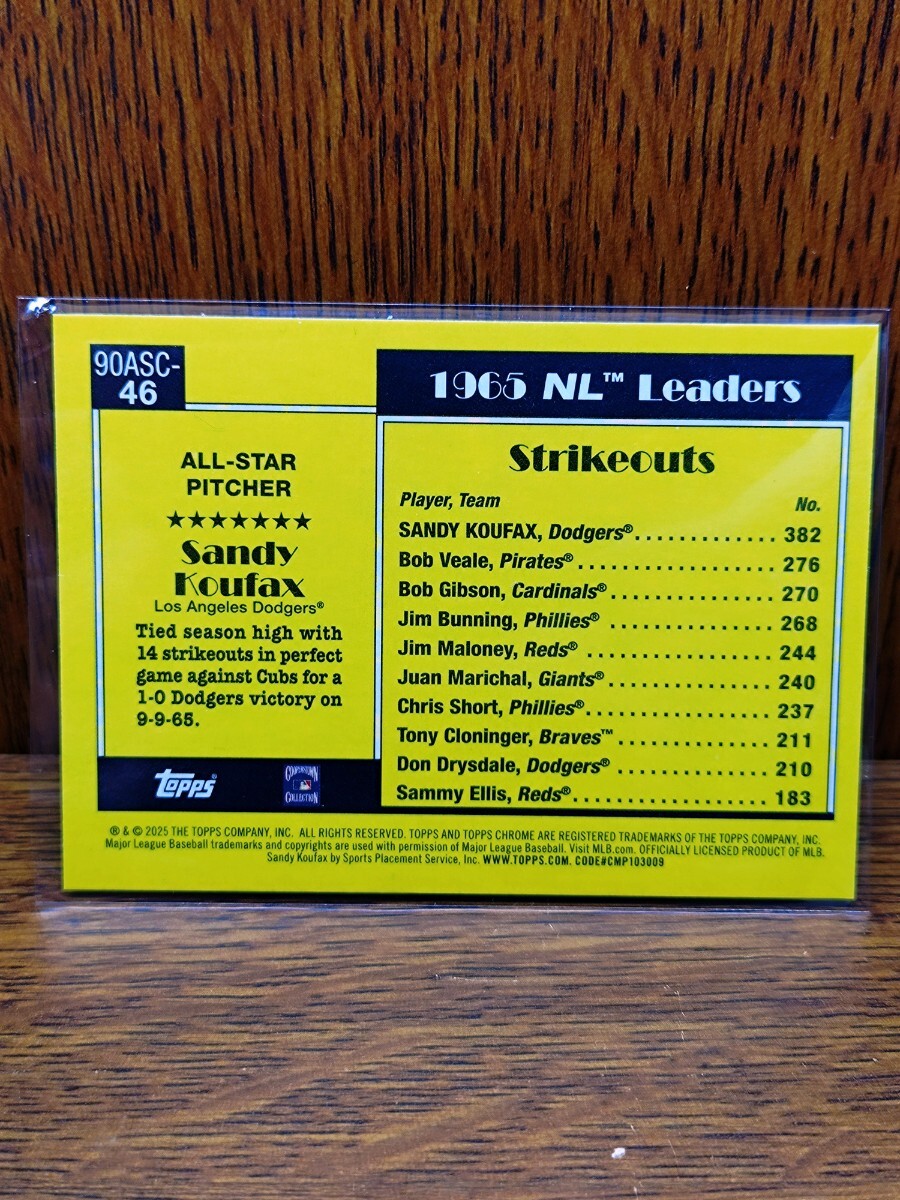 90ASC-
46
ALL-STAR
PITCHER
★★★★★★★
Sandy
Koufax
Los Angeles Dodgers®
Tied season high with
14 strikeouts in perfect
game against Cubs for a
1-0 Dodgers victory on
9-9-65.
topps®
COOPERSTOWN
COLLECTION
1965 NL™ Leaders
Strikeouts
Player, Team No.
SANDY KOUFAX, Dodgers®............. 382
Bob Veale, Pirates®................... 276
Bob Gibson, Cardinals®................ 270
Jim Bunning, Phillies® ................ 268
Jim Maloney, Reds® .................. 244
Juan Marichal, Giants®................ 240
Chris Short, Phillies®.................. 237
Tony Cloninger, Braves™............... 211
Don Drysdale, Dodgers® .............. 210
Sammy Ellis, Reds®................... 183
® & © 2025 THE TOPPS COMPANY, INC. ALL RIGHTS RESERVED. TOPPS AND TOPPS CHROME ARE REGISTERED TRADEMARKS OF THE TOPPS COMPANY, INC.
Major League Baseball trademarks and copyrights are used with permission of Major League Baseball. Visit MLB.com. OFFICIALLY LICENSED PRODUCT OF MLB.
Sandy Koufax by Sports Placement Service, Inc. WWW.TOPPS.COM. CODE#CMP103009